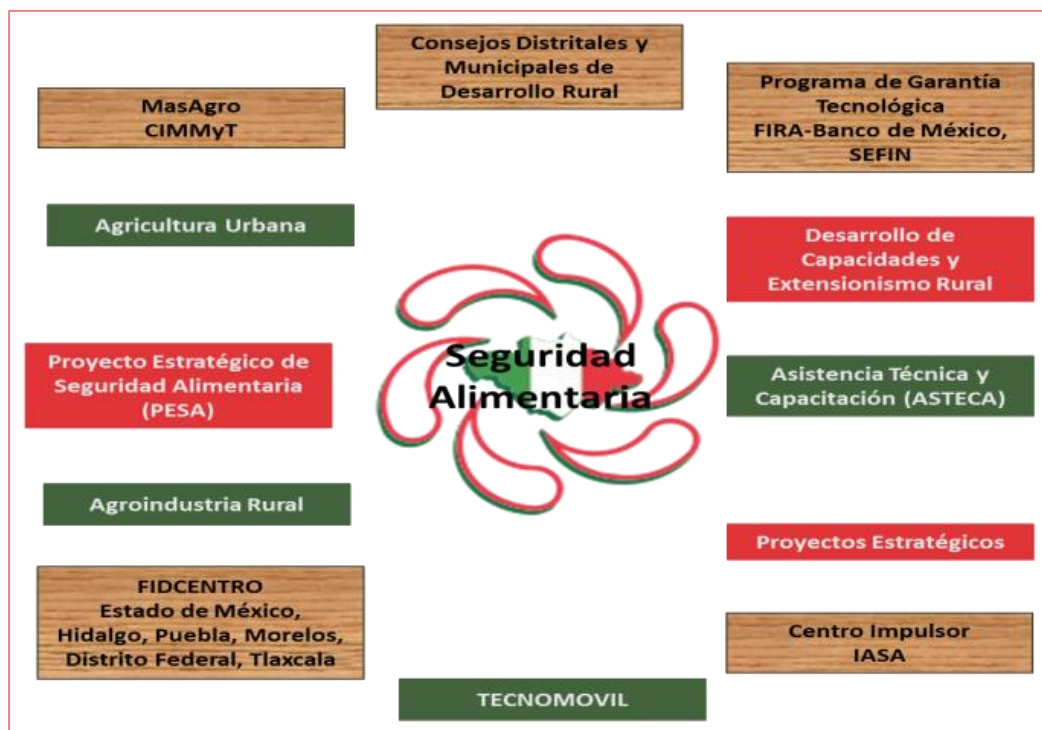 Consejos Distritales y
Municipales de
Desarrollo Rural
MasAgro
CIMMyT
Programa de Garantía
Tecnológica
FIRA-Banco de México,
SEFIN
Agricultura Urbana
Desarrollo de
Capacidades y
Extensionismo Rural
Proyecto Estratégico de
Seguridad Alimentaria
(PESA)
Seguridad
Alimentaria
Asistencia Técnica y
Capacitación (ASTECA)
Agroindustria Rural
Proyectos Estratégicos
FIDCENTRO
Estado de México,
Hidalgo, Puebla, Morelos,
Distrito Federal, Tlaxcala
Centro Impulsor
IASA
TECNOMOVIL